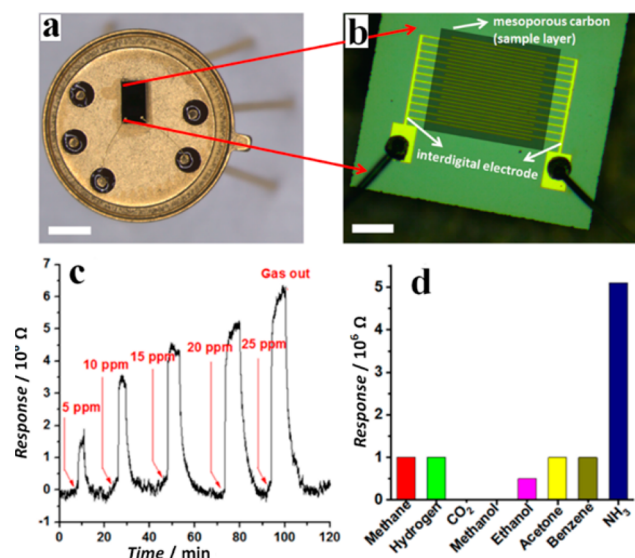 a
b
mesoporous carbon
(sample layer)
interdigital electrode
c
Gas out
25 ppm
20 ppm
15 ppm
10 ppm
5 ppm
Response / 10⁶ Ω
7
6
5
4
3
2
1
0
-1
0 20 40 60 80 100 120
Time / min
d
Response / 10⁶ Ω
5
4
3
2
1
0
Methane
Hydrogen
CO₂
Methanol
Ethanol
Acetone
Benzene
NH₃